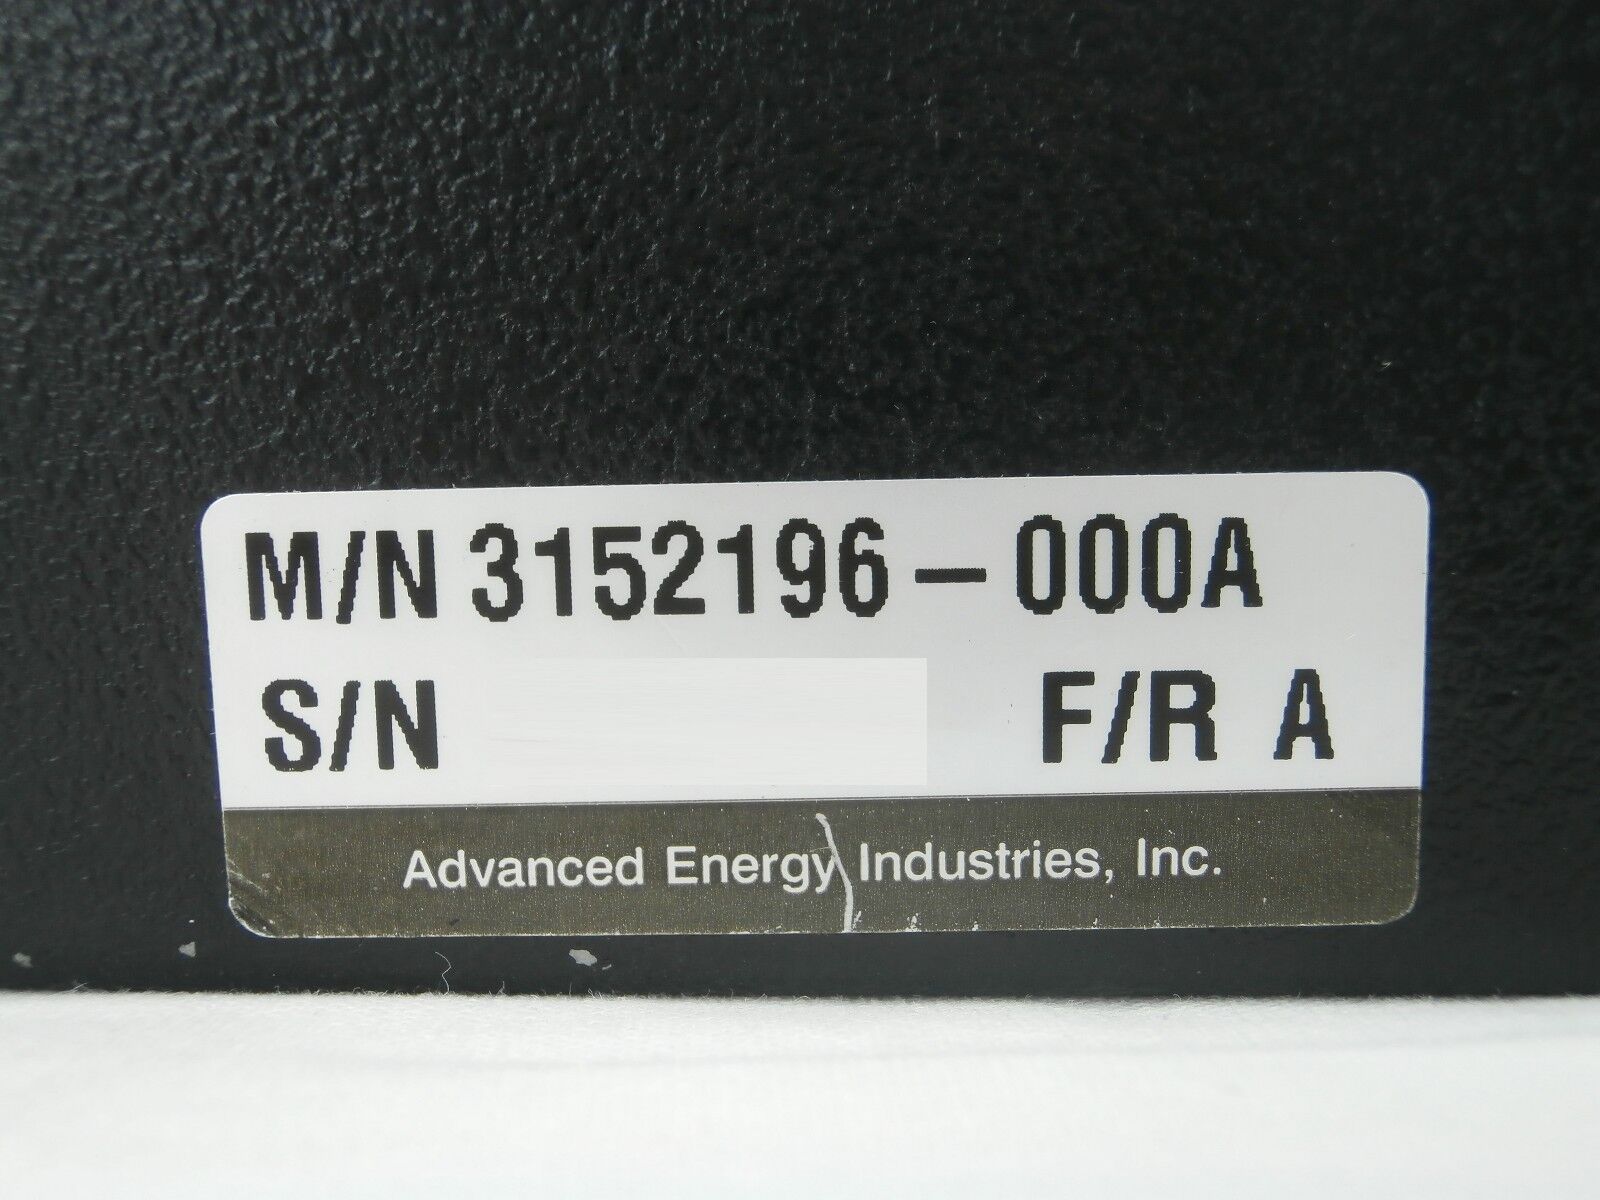 M/N 3152196-000A
S/N F/R A
Advanced Energy Industries, Inc.